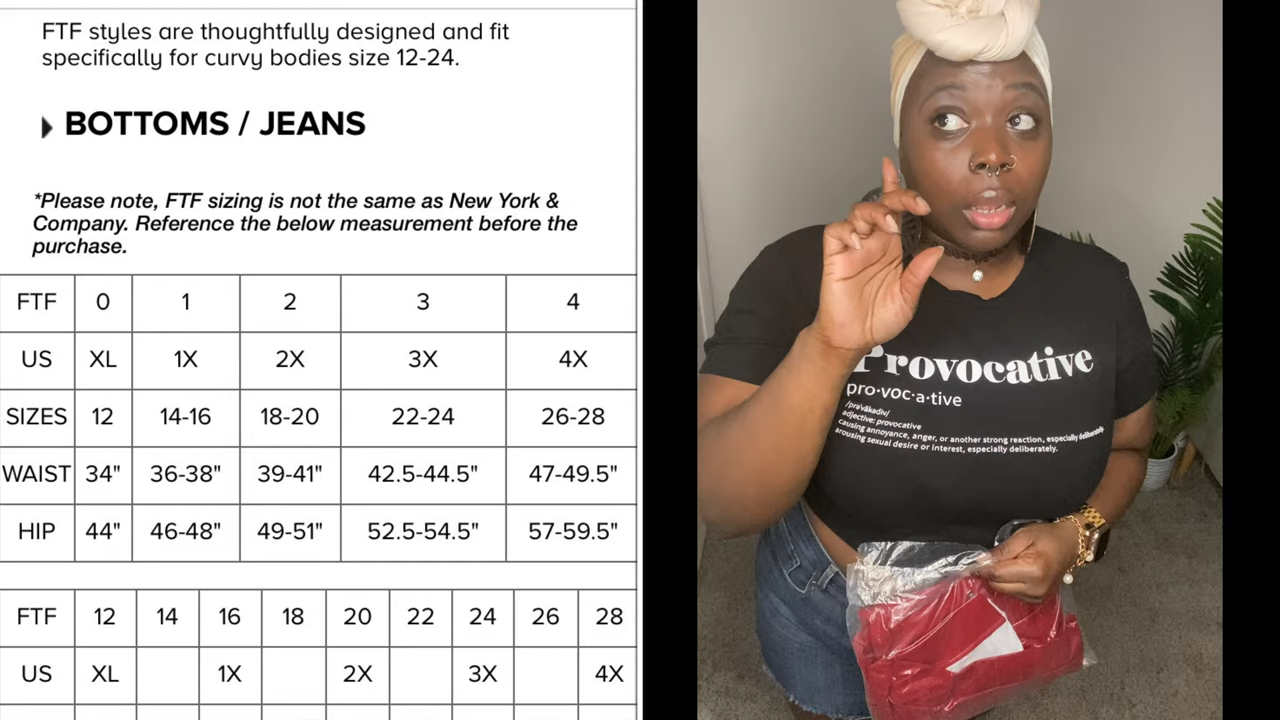 FTF styles are thoughtfully designed and fit
specifically for curvy bodies size 12-24.
BOTTOMS / JEANS
*Please note, FTF sizing is not the same as New York &
Company. Reference the below measurement before the
purchase.
FTF 0 1 2 3 4
US XL 1X 2X 3X 4X
SIZES 12 14-16 18-20 22-24 26-28
WAIST 34" 36-38" 39-41" 42.5-44.5" 47-49.5"
HIP 44" 46-48" 49-51" 52.5-54.5" 57-59.5"
FTF 12 14 16 18 20 22 24 26 28
US XL 1X 2X 3X 4X
Provocative
pro·voc·a·tive
/prəˈväkədiv/
adjective: provocative
causing annoyance, anger, or another strong reaction, especially deliberately.
arousing sexual desire or interest, especially deliberately.